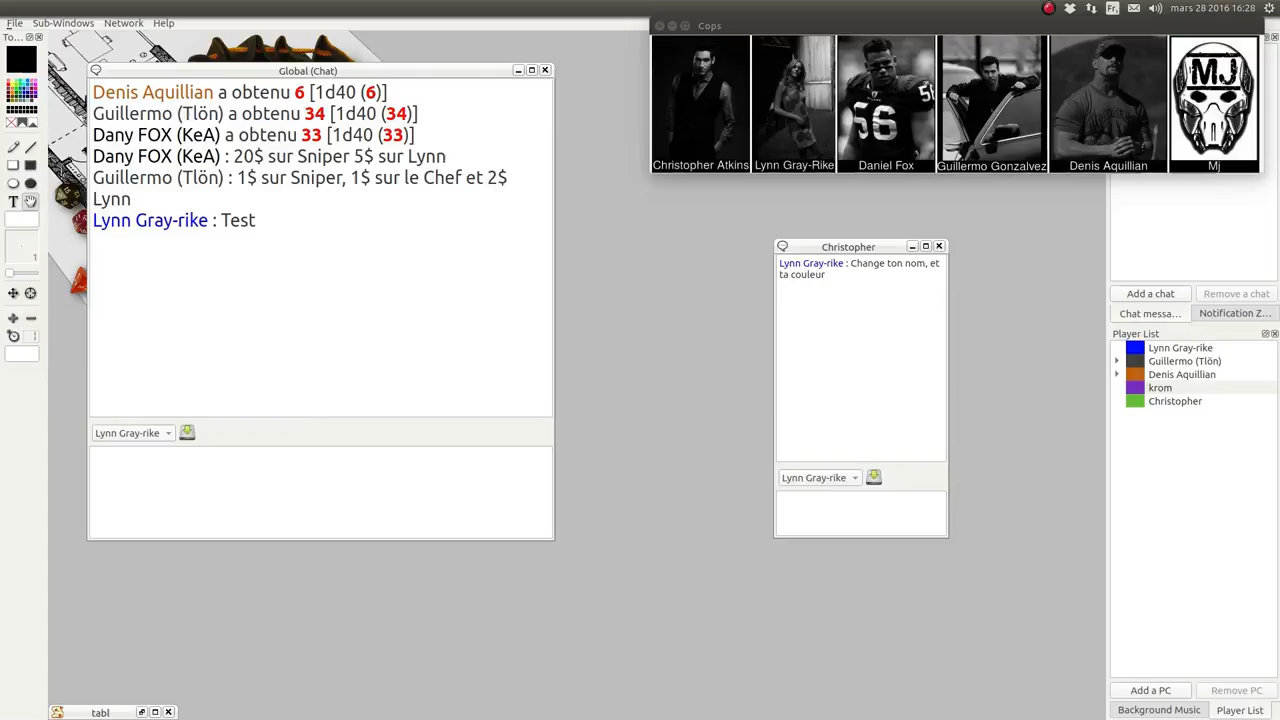 mars 28 2016 16:28
File Sub-Windows Network Help
To...
Cops
Global (Chat)
Denis Aquillian a obtenu 6 [1d40 (6)]
Guillermo (Tlön) a obtenu 34 [1d40 (34)]
Dany FOX (KeA) a obtenu 33 [1d40 (33)]
Dany FOX (KeA) : 20$ sur Sniper 5$ sur Lynn
Guillermo (Tlön) : 1$ sur Sniper, 1$ sur le Chef et 2$
Lynn
Lynn Gray-rike : Test
Lynn Gray-rike
T
1
56
MJ
Christopher Atkins
Lynn Gray-Rike
Daniel Fox
Guillermo Gonzalvez
Denis Aquillian
Mj
Christopher
Lynn Gray-rike : Change ton nom, et
ta couleur
Lynn Gray-rike
Add a chat
Remove a chat
Chat messa...
Notification Z...
Player List
Lynn Gray-rike
Guillermo (Tlön)
Denis Aquillian
krom
Christopher
Add a PC
Remove PC
Background Music
Player List
tabl